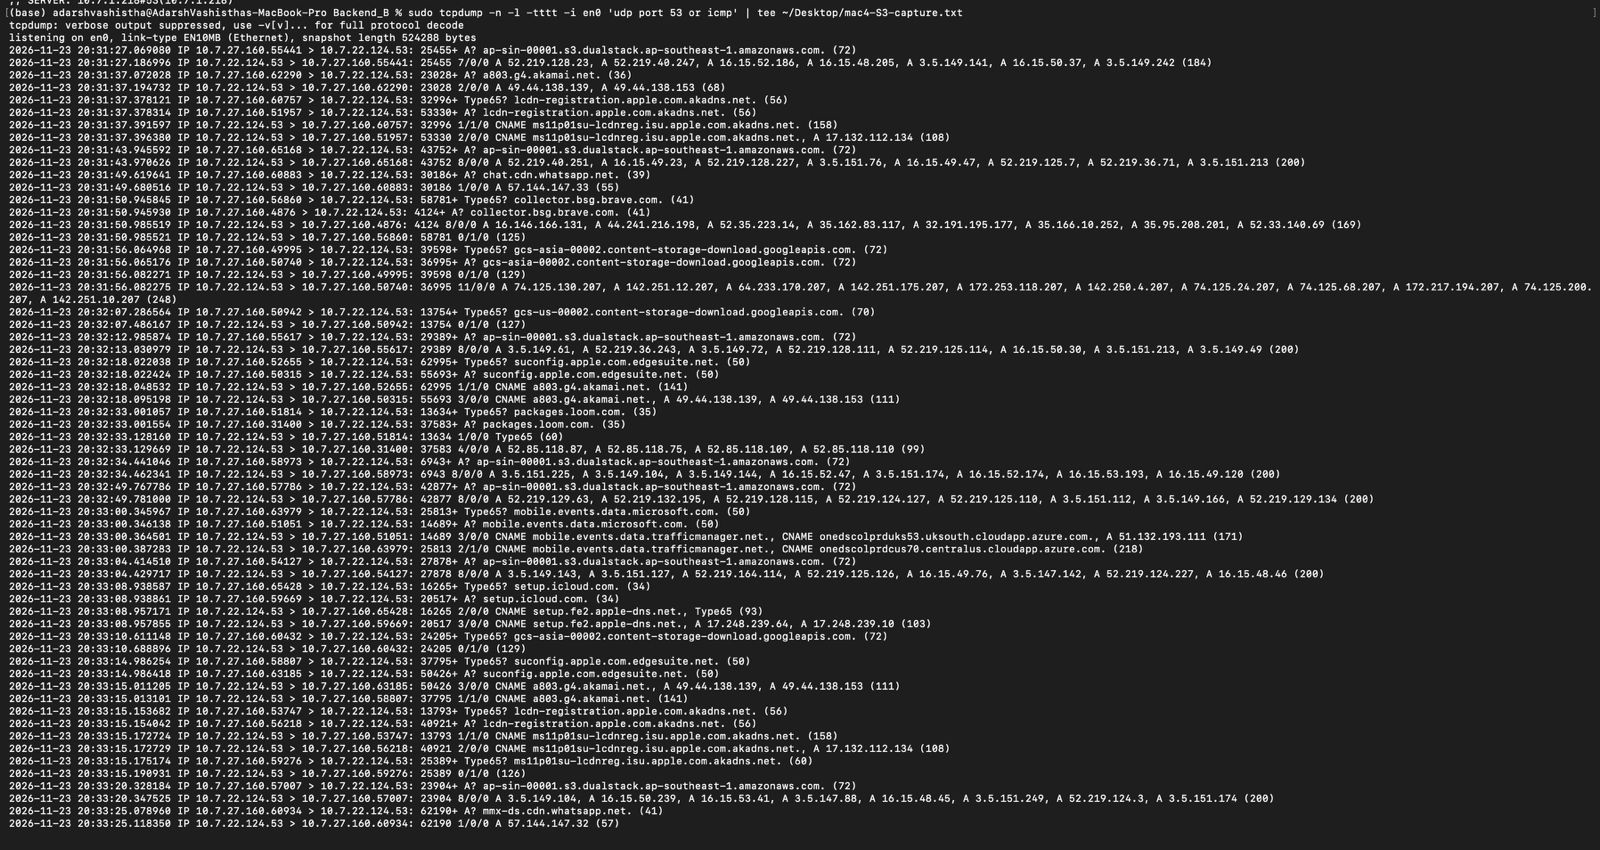 ;; SERVER: 10.7.1.218#53(10.7.1.218)
(base) adarshvashistha@AdarshVashisthas-MacBook-Pro Backend_B % sudo tcpdump -n -l -tttt -i en0 'udp port 53 or icmp' | tee ~/Desktop/mac4-S3-capture.txt
tcpdump: verbose output suppressed, use -v[v]... for full protocol decode
listening on en0, link-type EN10MB (Ethernet), snapshot length 524288 bytes
2026-11-23 20:31:27.069080 IP 10.7.27.160.55441 > 10.7.22.124.53: 25455+ A? ap-sin-00001.s3.dualstack.ap-southeast-1.amazonaws.com. (72)
2026-11-23 20:31:27.186996 IP 10.7.22.124.53 > 10.7.27.160.55441: 25455 7/0/0 A 52.219.128.23, A 52.219.40.247, A 16.15.52.186, A 16.15.48.205, A 3.5.149.141, A 16.15.50.37, A 3.5.149.242 (184)
2026-11-23 20:31:37.072028 IP 10.7.27.160.62290 > 10.7.22.124.53: 23028+ A? a803.g4.akamai.net. (36)
2026-11-23 20:31:37.194732 IP 10.7.22.124.53 > 10.7.27.160.62290: 23028 2/0/0 A 49.44.138.139, A 49.44.138.153 (68)
2026-11-23 20:31:37.378121 IP 10.7.27.160.60757 > 10.7.22.124.53: 32996+ Type65? lcdn-registration.apple.com.akadns.net. (56)
2026-11-23 20:31:37.378314 IP 10.7.27.160.51957 > 10.7.22.124.53: 53330+ A? lcdn-registration.apple.com.akadns.net. (56)
2026-11-23 20:31:37.391597 IP 10.7.22.124.53 > 10.7.27.160.60757: 32996 1/1/0 CNAME ms11p01su-lcdnreg.isu.apple.com.akadns.net. (158)
2026-11-23 20:31:37.396380 IP 10.7.22.124.53 > 10.7.27.160.51957: 53330 2/0/0 CNAME ms11p01su-lcdnreg.isu.apple.com.akadns.net., A 17.132.112.134 (108)
2026-11-23 20:31:43.945592 IP 10.7.27.160.65168 > 10.7.22.124.53: 43752+ A? ap-sin-00001.s3.dualstack.ap-southeast-1.amazonaws.com. (72)
2026-11-23 20:31:43.970626 IP 10.7.22.124.53 > 10.7.27.160.65168: 43752 8/0/0 A 52.219.40.251, A 16.15.49.23, A 52.219.128.227, A 3.5.151.76, A 16.15.49.47, A 52.219.125.7, A 52.219.36.71, A 3.5.151.213 (200)
2026-11-23 20:31:49.619641 IP 10.7.27.160.60883 > 10.7.22.124.53: 30186+ A? chat.cdn.whatsapp.net. (39)
2026-11-23 20:31:49.680516 IP 10.7.22.124.53 > 10.7.27.160.60883: 30186 1/0/0 A 57.144.147.33 (55)
2026-11-23 20:31:50.945845 IP 10.7.27.160.56860 > 10.7.22.124.53: 58781+ Type65? collector.bsg.brave.com. (41)
2026-11-23 20:31:50.945930 IP 10.7.27.160.4876 > 10.7.22.124.53: 4124+ A? collector.bsg.brave.com. (41)
2026-11-23 20:31:50.985519 IP 10.7.22.124.53 > 10.7.27.160.4876: 4124 8/0/0 A 16.146.166.131, A 44.241.216.198, A 52.35.223.14, A 35.162.83.117, A 32.191.195.177, A 35.166.10.252, A 35.95.208.201, A 52.33.140.69 (169)
2026-11-23 20:31:50.985521 IP 10.7.22.124.53 > 10.7.27.160.56860: 58781 0/1/0 (125)
2026-11-23 20:31:56.064968 IP 10.7.27.160.49995 > 10.7.22.124.53: 39598+ Type65? gcs-asia-00002.content-storage-download.googleapis.com. (72)
2026-11-23 20:31:56.065176 IP 10.7.27.160.50740 > 10.7.22.124.53: 36995+ A? gcs-asia-00002.content-storage-download.googleapis.com. (72)
2026-11-23 20:31:56.082271 IP 10.7.22.124.53 > 10.7.27.160.49995: 39598 0/1/0 (129)
2026-11-23 20:31:56.082275 IP 10.7.22.124.53 > 10.7.27.160.50740: 36995 11/0/0 A 74.125.130.207, A 142.251.12.207, A 64.233.170.207, A 142.251.175.207, A 172.253.118.207, A 142.250.4.207, A 74.125.24.207, A 74.125.68.207, A 172.217.194.207, A 74.125.200.
207, A 142.251.10.207 (248)
2026-11-23 20:32:07.286564 IP 10.7.27.160.50942 > 10.7.22.124.53: 13754+ Type65? gcs-us-00002.content-storage-download.googleapis.com. (70)
2026-11-23 20:32:07.486167 IP 10.7.22.124.53 > 10.7.27.160.50942: 13754 0/1/0 (127)
2026-11-23 20:32:12.985874 IP 10.7.27.160.55617 > 10.7.22.124.53: 29389+ A? ap-sin-00001.s3.dualstack.ap-southeast-1.amazonaws.com. (72)
2026-11-23 20:32:13.030979 IP 10.7.22.124.53 > 10.7.27.160.55617: 29389 8/0/0 A 3.5.149.61, A 52.219.36.243, A 3.5.149.72, A 52.219.128.111, A 52.219.125.114, A 16.15.50.30, A 3.5.151.213, A 3.5.149.49 (200)
2026-11-23 20:32:18.022038 IP 10.7.27.160.52655 > 10.7.22.124.53: 62995+ Type65? suconfig.apple.com.edgesuite.net. (50)
2026-11-23 20:32:18.022424 IP 10.7.27.160.50315 > 10.7.22.124.53: 55693+ A? suconfig.apple.com.edgesuite.net. (50)
2026-11-23 20:32:18.048532 IP 10.7.22.124.53 > 10.7.27.160.52655: 62995 1/1/0 CNAME a803.g4.akamai.net. (141)
2026-11-23 20:32:18.095198 IP 10.7.22.124.53 > 10.7.27.160.50315: 55693 3/0/0 CNAME a803.g4.akamai.net., A 49.44.138.139, A 49.44.138.153 (111)
2026-11-23 20:32:33.001057 IP 10.7.27.160.51814 > 10.7.22.124.53: 13634+ Type65? packages.loom.com. (35)
2026-11-23 20:32:33.001554 IP 10.7.27.160.31400 > 10.7.22.124.53: 37583+ A? packages.loom.com. (35)
2026-11-23 20:32:33.128160 IP 10.7.22.124.53 > 10.7.27.160.51814: 13634 1/0/0 Type65 (60)
2026-11-23 20:32:33.129669 IP 10.7.22.124.53 > 10.7.27.160.31400: 37583 4/0/0 A 52.85.118.87, A 52.85.118.75, A 52.85.118.109, A 52.85.118.110 (99)
2026-11-23 20:32:34.441046 IP 10.7.27.160.58973 > 10.7.22.124.53: 6943+ A? ap-sin-00001.s3.dualstack.ap-southeast-1.amazonaws.com. (72)
2026-11-23 20:32:34.462341 IP 10.7.22.124.53 > 10.7.27.160.58973: 6943 8/0/0 A 3.5.151.225, A 3.5.149.104, A 3.5.149.144, A 16.15.52.47, A 3.5.151.174, A 16.15.52.174, A 16.15.53.193, A 16.15.49.120 (200)
2026-11-23 20:32:49.767786 IP 10.7.27.160.57786 > 10.7.22.124.53: 42877+ A? ap-sin-00001.s3.dualstack.ap-southeast-1.amazonaws.com. (72)
2026-11-23 20:32:49.781000 IP 10.7.22.124.53 > 10.7.27.160.57786: 42877 8/0/0 A 52.219.129.63, A 52.219.132.195, A 52.219.128.115, A 52.219.124.127, A 52.219.125.110, A 3.5.151.112, A 3.5.149.166, A 52.219.129.134 (200)
2026-11-23 20:33:00.345967 IP 10.7.27.160.63979 > 10.7.22.124.53: 25813+ Type65? mobile.events.data.microsoft.com. (50)
2026-11-23 20:33:00.346138 IP 10.7.27.160.51051 > 10.7.22.124.53: 14689+ A? mobile.events.data.microsoft.com. (50)
2026-11-23 20:33:00.364501 IP 10.7.22.124.53 > 10.7.27.160.51051: 14689 3/0/0 CNAME mobile.events.data.trafficmanager.net., CNAME onedscolprduks53.uksouth.cloudapp.azure.com., A 51.132.193.111 (171)
2026-11-23 20:33:00.387283 IP 10.7.22.124.53 > 10.7.27.160.63979: 25813 2/1/0 CNAME mobile.events.data.trafficmanager.net., CNAME onedscolprdcus70.centralus.cloudapp.azure.com. (218)
2026-11-23 20:33:04.414510 IP 10.7.27.160.54127 > 10.7.22.124.53: 27878+ A? ap-sin-00001.s3.dualstack.ap-southeast-1.amazonaws.com. (72)
2026-11-23 20:33:04.429717 IP 10.7.22.124.53 > 10.7.27.160.54127: 27878 8/0/0 A 3.5.149.143, A 3.5.151.127, A 52.219.164.114, A 52.219.125.126, A 16.15.49.76, A 3.5.147.142, A 52.219.124.227, A 16.15.48.46 (200)
2026-11-23 20:33:08.938587 IP 10.7.27.160.65428 > 10.7.22.124.53: 16265+ Type65? setup.icloud.com. (34)
2026-11-23 20:33:08.938861 IP 10.7.27.160.59669 > 10.7.22.124.53: 20517+ A? setup.icloud.com. (34)
2026-11-23 20:33:08.957171 IP 10.7.22.124.53 > 10.7.27.160.65428: 16265 2/0/0 CNAME setup.fe2.apple-dns.net., Type65 (93)
2026-11-23 20:33:08.957855 IP 10.7.22.124.53 > 10.7.27.160.59669: 20517 3/0/0 CNAME setup.fe2.apple-dns.net., A 17.248.239.64, A 17.248.239.10 (103)
2026-11-23 20:33:10.611148 IP 10.7.27.160.60432 > 10.7.22.124.53: 24205+ Type65? gcs-asia-00002.content-storage-download.googleapis.com. (72)
2026-11-23 20:33:10.688896 IP 10.7.22.124.53 > 10.7.27.160.60432: 24205 0/1/0 (129)
2026-11-23 20:33:14.986254 IP 10.7.27.160.58807 > 10.7.22.124.53: 37795+ Type65? suconfig.apple.com.edgesuite.net. (50)
2026-11-23 20:33:14.986418 IP 10.7.27.160.63185 > 10.7.22.124.53: 50426+ A? suconfig.apple.com.edgesuite.net. (50)
2026-11-23 20:33:15.011205 IP 10.7.22.124.53 > 10.7.27.160.63185: 50426 3/0/0 CNAME a803.g4.akamai.net., A 49.44.138.139, A 49.44.138.153 (111)
2026-11-23 20:33:15.013101 IP 10.7.22.124.53 > 10.7.27.160.58807: 37795 1/1/0 CNAME a803.g4.akamai.net. (141)
2026-11-23 20:33:15.153682 IP 10.7.27.160.53747 > 10.7.22.124.53: 13793+ Type65? lcdn-registration.apple.com.akadns.net. (56)
2026-11-23 20:33:15.154042 IP 10.7.27.160.56218 > 10.7.22.124.53: 40921+ A? lcdn-registration.apple.com.akadns.net. (56)
2026-11-23 20:33:15.172724 IP 10.7.22.124.53 > 10.7.27.160.53747: 13793 1/1/0 CNAME ms11p01su-lcdnreg.isu.apple.com.akadns.net. (158)
2026-11-23 20:33:15.172729 IP 10.7.22.124.53 > 10.7.27.160.56218: 40921 2/0/0 CNAME ms11p01su-lcdnreg.isu.apple.com.akadns.net., A 17.132.112.134 (108)
2026-11-23 20:33:15.175174 IP 10.7.27.160.59276 > 10.7.22.124.53: 25389+ Type65? ms11p01su-lcdnreg.isu.apple.com.akadns.net. (60)
2026-11-23 20:33:15.190931 IP 10.7.22.124.53 > 10.7.27.160.59276: 25389 0/1/0 (126)
2026-11-23 20:33:20.328184 IP 10.7.27.160.57007 > 10.7.22.124.53: 23904+ A? ap-sin-00001.s3.dualstack.ap-southeast-1.amazonaws.com. (72)
2026-11-23 20:33:20.347525 IP 10.7.22.124.53 > 10.7.27.160.57007: 23904 8/0/0 A 3.5.149.104, A 16.15.50.239, A 16.15.53.41, A 3.5.147.88, A 16.15.48.45, A 3.5.151.249, A 52.219.124.3, A 3.5.151.174 (200)
2026-11-23 20:33:25.078960 IP 10.7.27.160.60934 > 10.7.22.124.53: 62190+ A? mmx-ds.cdn.whatsapp.net. (41)
2026-11-23 20:33:25.118350 IP 10.7.22.124.53 > 10.7.27.160.60934: 62190 1/0/0 A 57.144.147.32 (57)